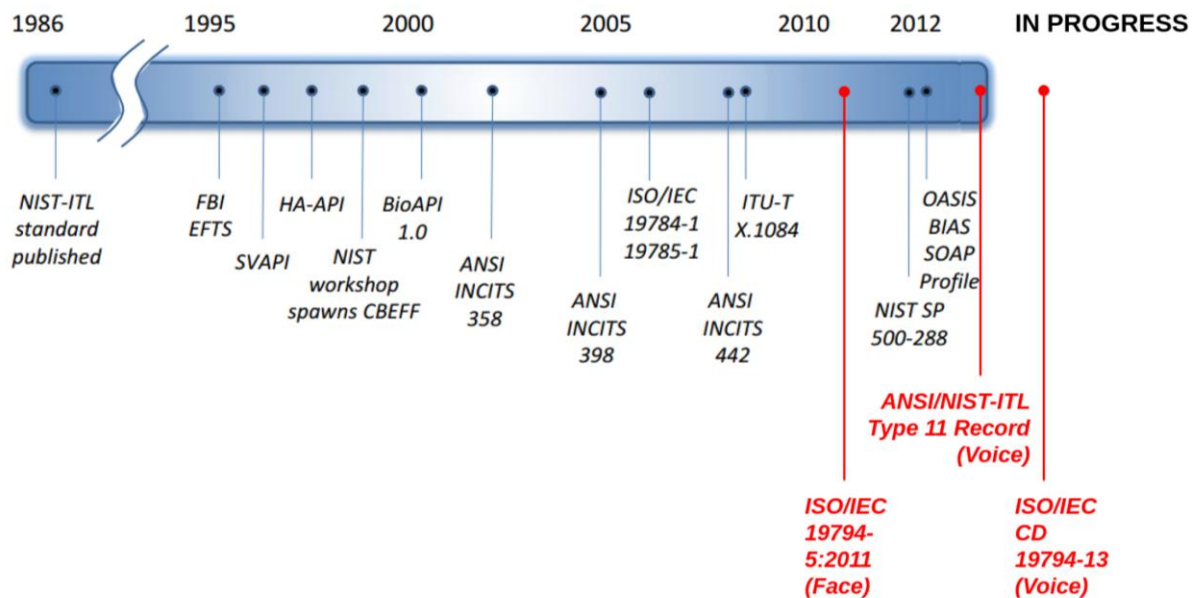 1986
1995
2000
2005
2010
2012
IN PROGRESS
NIST-ITL
standard
published
FBI
EFTS
SVAPI
HA-API
NIST
workshop
spawns CBEFF
BioAPI
1.0
ANSI
INCITS
358
ANSI
INCITS
398
ISO/IEC
19784-1
19785-1
ANSI
INCITS
442
ITU-T
X.1084
ISO/IEC
19794-
5:2011
(Face)
NIST SP
500-288
OASIS
BIAS
SOAP
Profile
ANSI/NIST-ITL
Type 11 Record
(Voice)
ISO/IEC
CD
19794-13
(Voice)